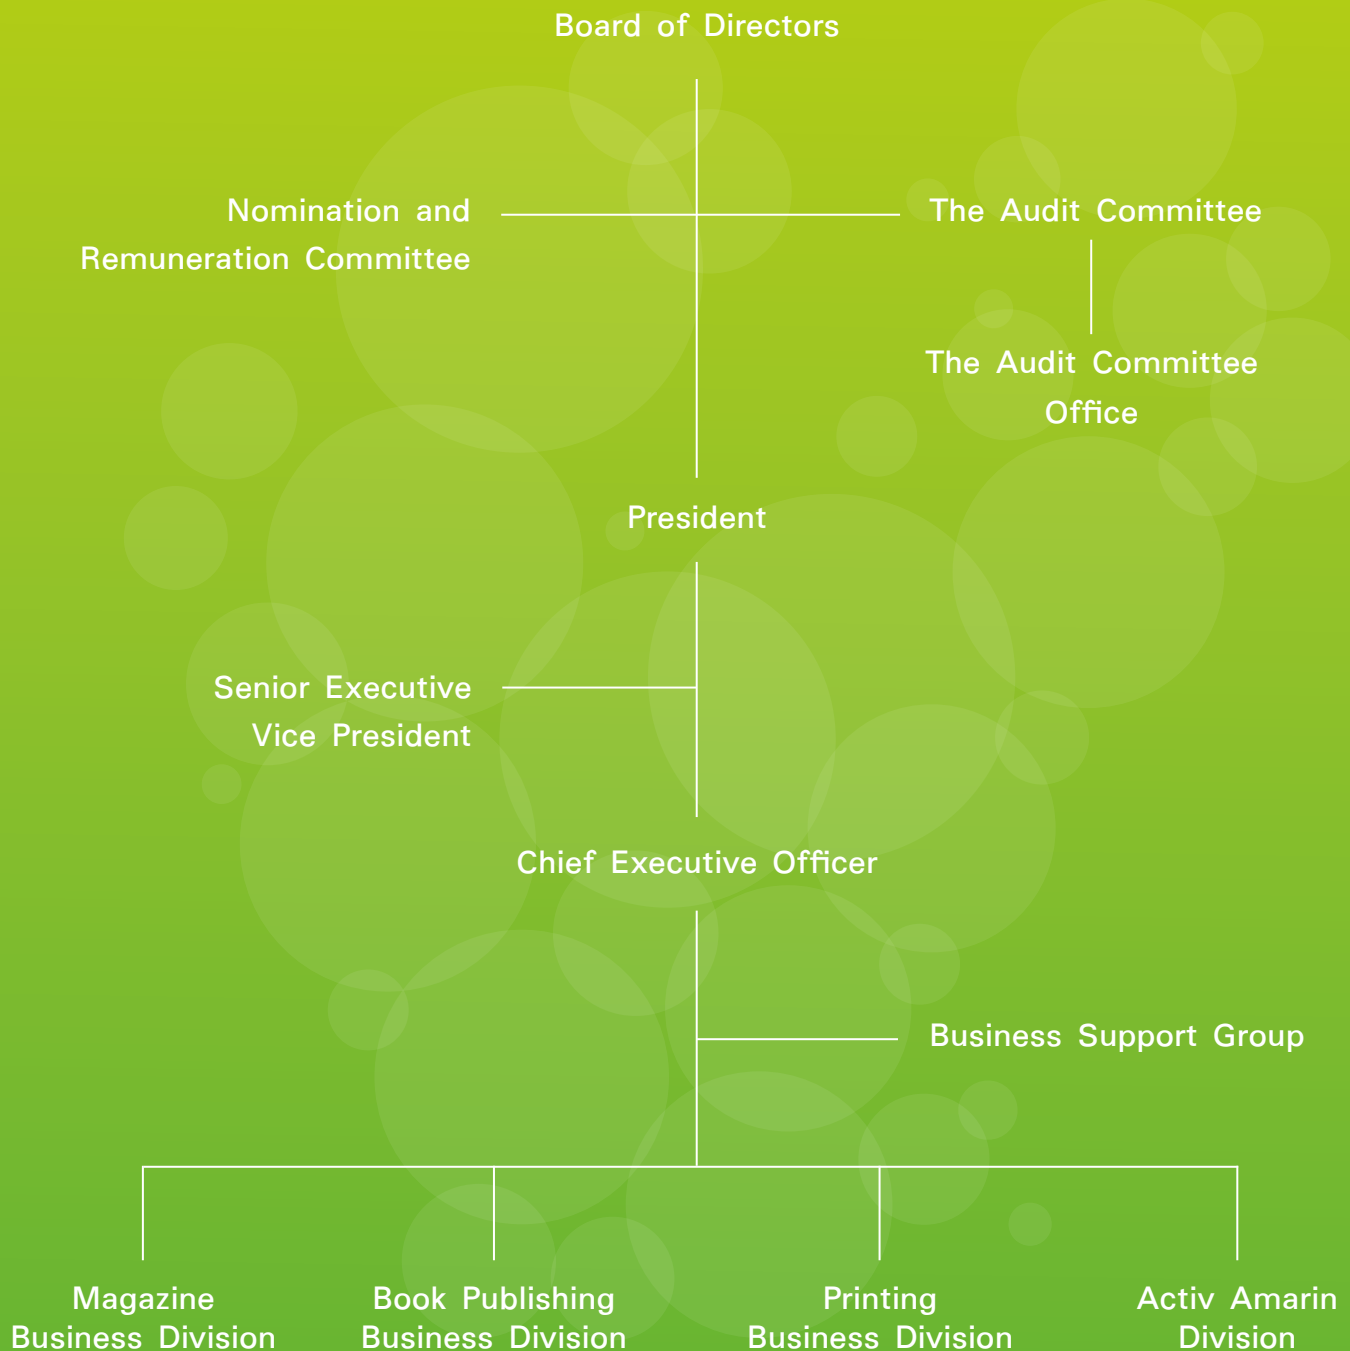 Board of Directors
Nomination and
Remuneration Committee
The Audit Committee
The Audit Committee
Office
President
Senior Executive
Vice President
Chief Executive Officer
Business Support Group
Magazine
Business Division
Book Publishing
Business Division
Printing
Business Division
Activ Amarin
Division